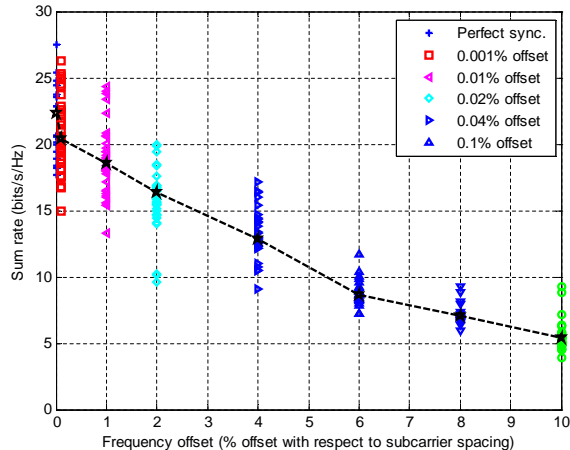 30
25
20
15
10
5
0
Sum rate (bits/s/Hz)
Perfect sync.
0.001% offset
0.01% offset
0.02% offset
0.04% offset
0.1% offset
0 1 2 3 4 5 6 7 8 9 10
Frequency offset (% offset with respect to subcarrier spacing)